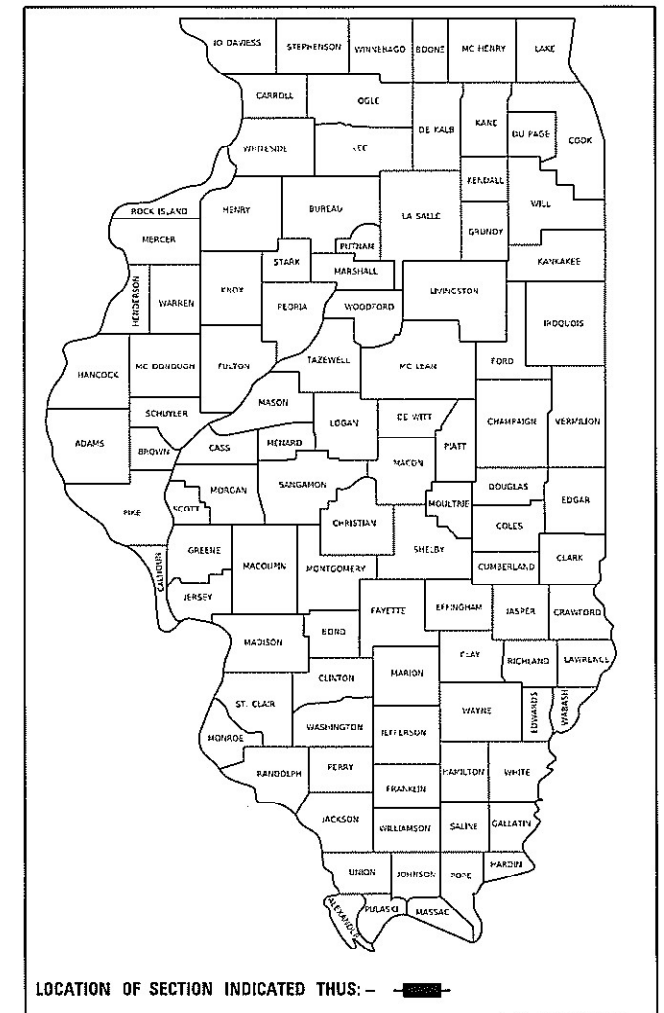 JO DAVIESS STEPHENSON WINNEBAGO BOONE MC HENRY LAKE
CARROLL OGLE DE KALB KANE DU PAGE COOK
WHITESIDE LEE KENDALL WILL
ROCK ISLAND HENRY BUREAU LA SALLE GRUNDY
MERCER PUTNAM KANKAKEE
STARK MARSHALL
HENDERSON WARREN KNOX PEORIA WOODFORD LIVINGSTON IROQUOIS
HANCOCK MC DONOUGH FULTON TAZEWELL MC LEAN FORD
MASON
SCHUYLER LOGAN DE WITT CHAMPAIGN VERMILION
ADAMS BROWN CASS MENARD MACON PIATT
MORGAN SANGAMON DOUGLAS EDGAR
PIKE SCOTT CHRISTIAN MOULTRIE COLES
GREENE SHELBY CLARK
CALHOUN MACOUPIN MONTGOMERY CUMBERLAND
JERSEY FAYETTE EFFINGHAM JASPER CRAWFORD
MADISON BOND
CLINTON MARION CLAY RICHLAND LAWRENCE
ST. CLAIR WAYNE EDWARDS WABASH
MONROE WASHINGTON JEFFERSON
RANDOLPH PERRY HAMILTON WHITE
FRANKLIN
JACKSON WILLIAMSON SALINE GALLATIN
UNION JOHNSON POPE HARDIN
ALEXANDER PULASKI MASSAC
LOCATION OF SECTION INDICATED THUS: –